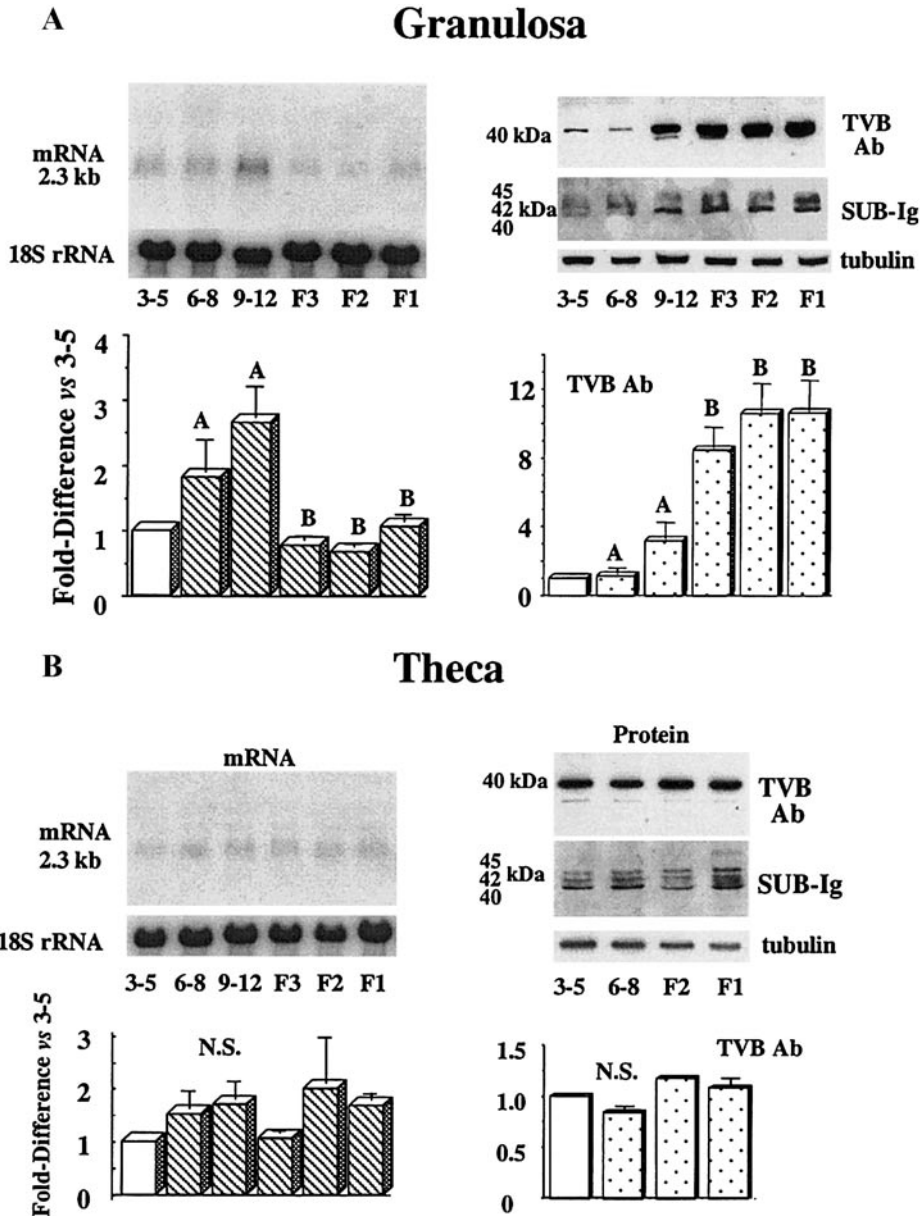 A
Granulosa
mRNA
2.3 kb
18S rRNA
3-5 6-8 9-12 F3 F2 F1
40 kDa
TVB
Ab
45
42 kDa
40
SUB-Ig
tubulin
3-5 6-8 9-12 F3 F2 F1
Fold-Difference vs 3-5
4
3
2
1
0
A
A
B
B
B
TVB Ab
12
8
4
0
A
A
B
B
B
B
Theca
mRNA
mRNA
2.3 kb
18S rRNA
3-5 6-8 9-12 F3 F2 F1
Protein
40 kDa
TVB
Ab
45
42 kDa
40
SUB-Ig
tubulin
3-5 6-8 F2 F1
Fold-Difference vs 3-5
3
2
1
0
N.S.
1.5
1.0
0.5
0
N.S.
TVB Ab